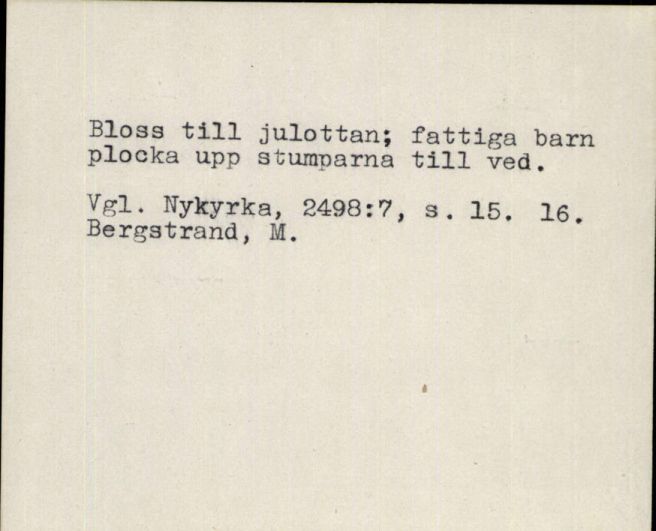 Bloss till julottan; fattiga barn
plocka upp stumparna till ved.
Vgl. Nykyrka, 2498:7, s. 15. 16.
Bergstrand, M.